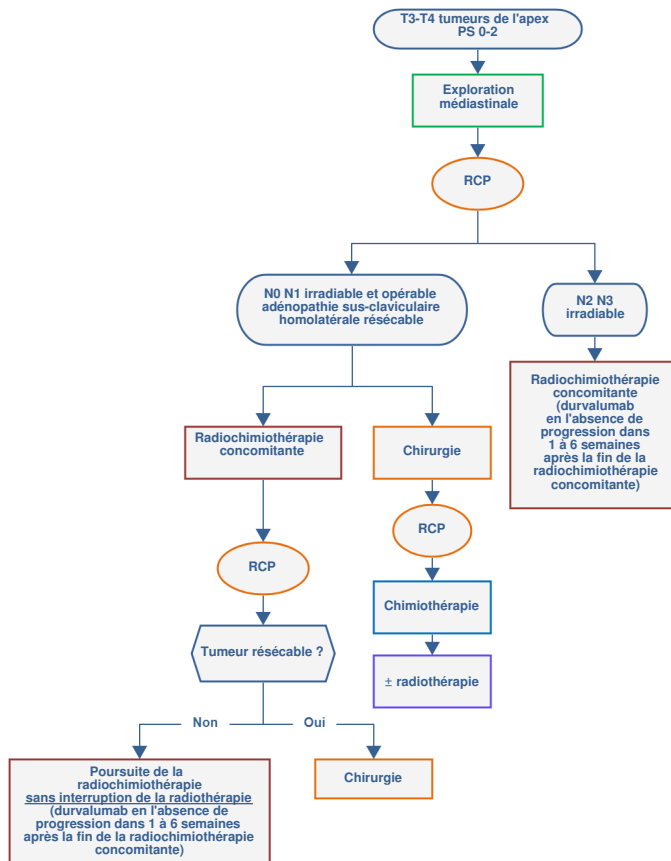 T3-T4 tumeurs de l'apex
PS 0-2
Exploration
médiastinale
RCP
N0 N1 irradiable et opérable
adénopathie sus-claviculaire
homolatérale résécable
N2 N3
irradiable
Radiochimiothérapie
concomitante
(durvalumab
en l'absence de
progression dans
1 à 6 semaines
après la fin de la
radiochimiothérapie
concomitante)
Radiochimiothérapie
concomitante
Chirurgie
RCP
RCP
Chimiothérapie
Tumeur résécable ?
± radiothérapie
Non
Oui
Poursuite de la
radiochimiothérapie
sans interruption de la radiothérapie
(durvalumab en l'absence de
progression dans 1 à 6 semaines
après la fin de la radiochimiothérapie
concomitante)
Chirurgie